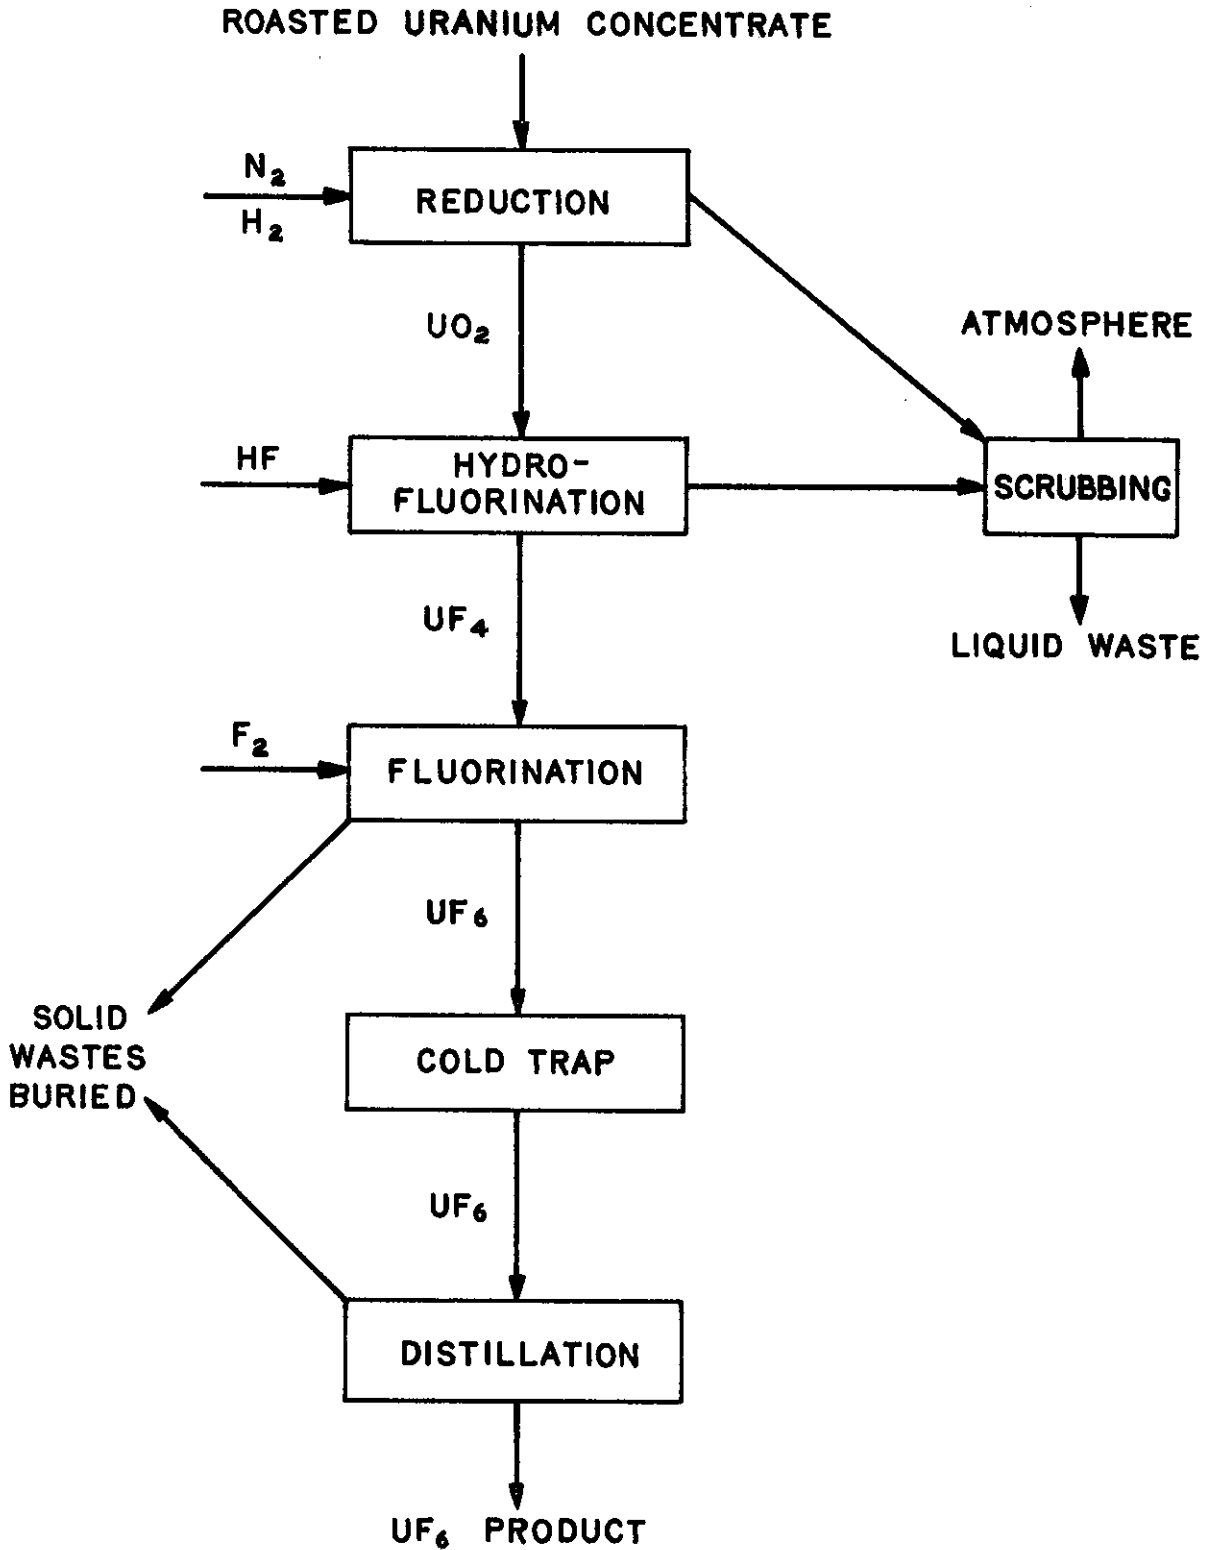 ROASTED URANIUM CONCENTRATE
N₂
H₂
REDUCTION
UO₂
ATMOSPHERE
HF
HYDRO-
FLUORINATION
SCRUBBING
UF₄
LIQUID WASTE
F₂
FLUORINATION
UF₆
SOLID
WASTES
BURIED
COLD TRAP
UF₆
DISTILLATION
UF₆ PRODUCT